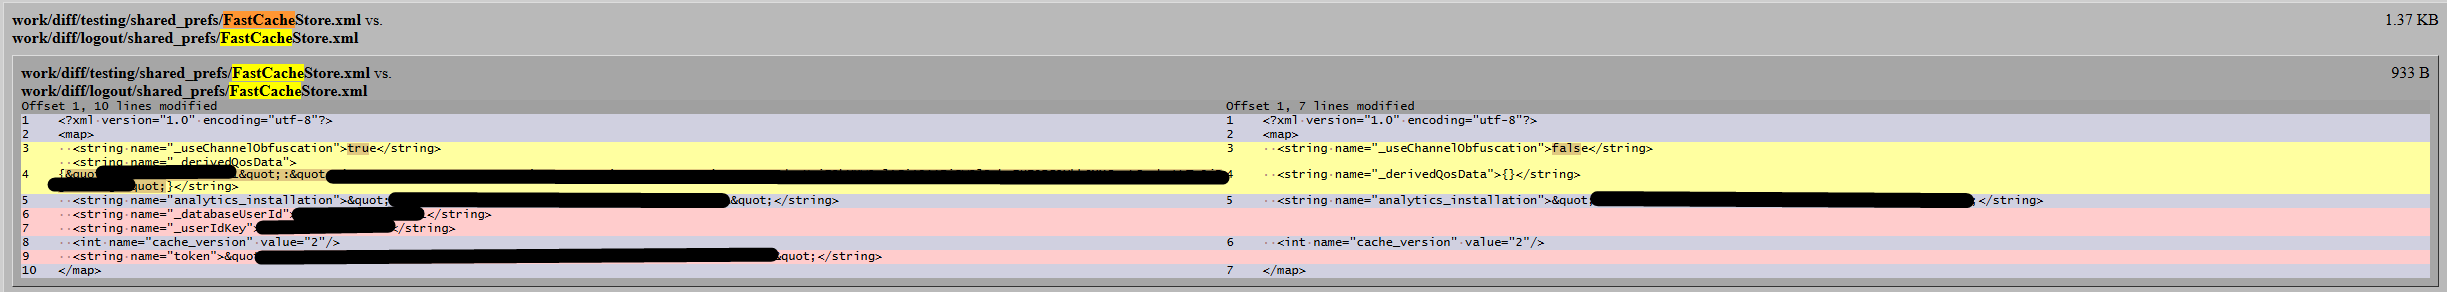 work/diff/testing/shared_prefs/FastCacheStore.xml vs.
work/diff/logout/shared_prefs/FastCacheStore.xml
1.37 KB
work/diff/testing/shared_prefs/FastCacheStore.xml vs.
work/diff/logout/shared_prefs/FastCacheStore.xml
933 B
Offset 1, 10 lines modified
1 <?xml·version="1.0"·encoding="utf-8"?>
2 <map>
3 ··<string·name="_useChannelObfuscation">true</string>
··<string·name="_derivedQosData">
4 {&quo &quot;:&quot
quot;}</string>
5 ··<string·name="analytics_installation">&quot; &quot;</string>
6 ··<string·name="_databaseUserId"> </string>
7 ··<string·name="_userIdKey"> /string>
8 ··<int·name="cache_version"·value="2"/>
9 ··<string·name="token">&quo quot;</string>
10 </map>
Offset 1, 7 lines modified
1 <?xml·version="1.0"·encoding="utf-8"?>
2 <map>
3 ··<string·name="_useChannelObfuscation">false</string>
4 ··<string·name="_derivedQosData">{}</string>
5 ··<string·name="analytics_installation">&quot ;</string>
6 ··<int·name="cache_version"·value="2"/>
7 </map>